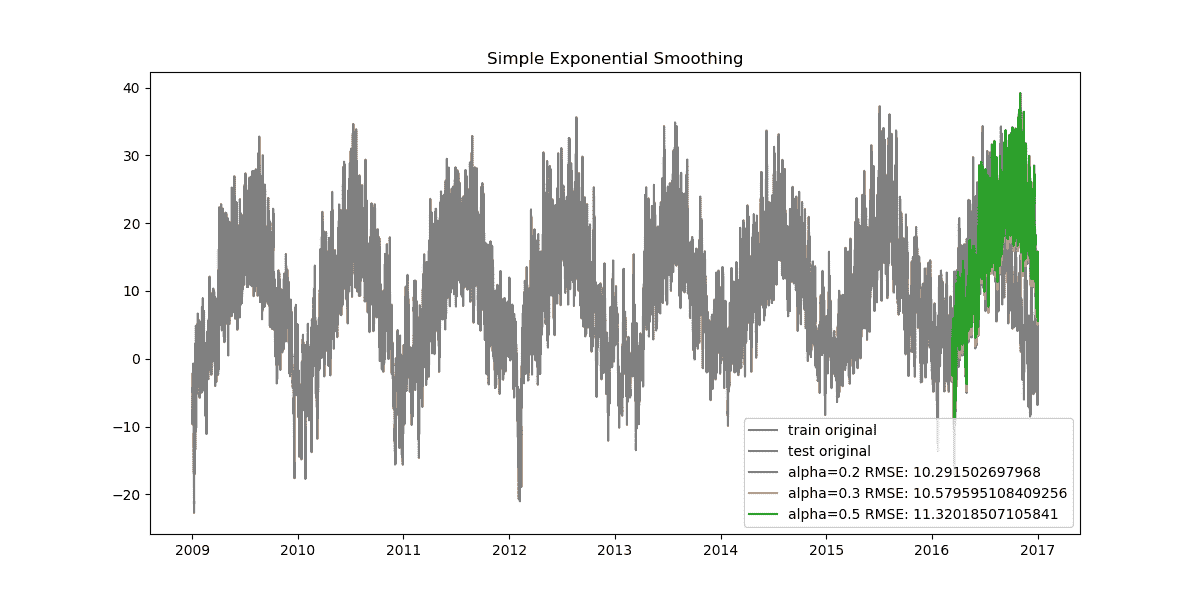 Simple Exponential Smoothing
40
30
20
10
0
−10
−20
train original
test original
alpha=0.2 RMSE: 10.291502697968
alpha=0.3 RMSE: 10.579595108409256
alpha=0.5 RMSE: 11.32018507105841
2009 2010 2011 2012 2013 2014 2015 2016 2017